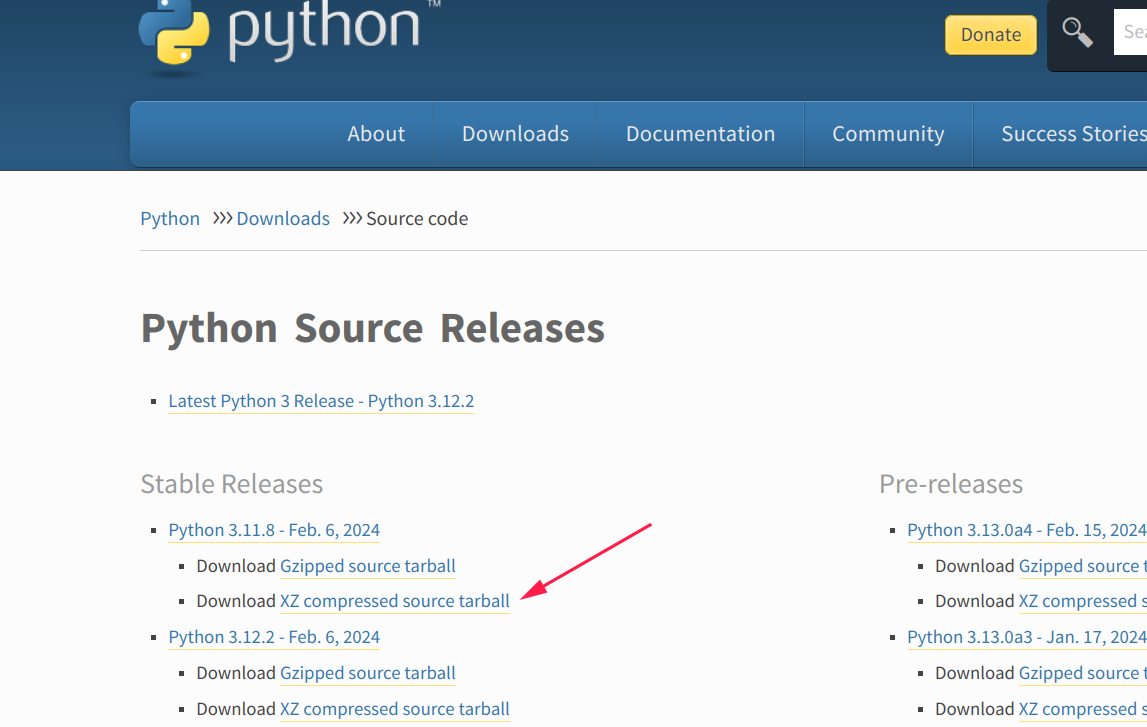 python™
Donate
Sea
About Downloads Documentation Community Success Stories
Python >>> Downloads >>> Source code
Python Source Releases
Latest Python 3 Release - Python 3.12.2
Stable Releases
Python 3.11.8 - Feb. 6, 2024
Download Gzipped source tarball
Download XZ compressed source tarball
Python 3.12.2 - Feb. 6, 2024
Download Gzipped source tarball
Download XZ compressed source tarball
Pre-releases
Python 3.13.0a4 - Feb. 15, 2024
Download Gzipped source t
Download XZ compressed s
Python 3.13.0a3 - Jan. 17, 2024
Download Gzipped source t
Download XZ compressed s